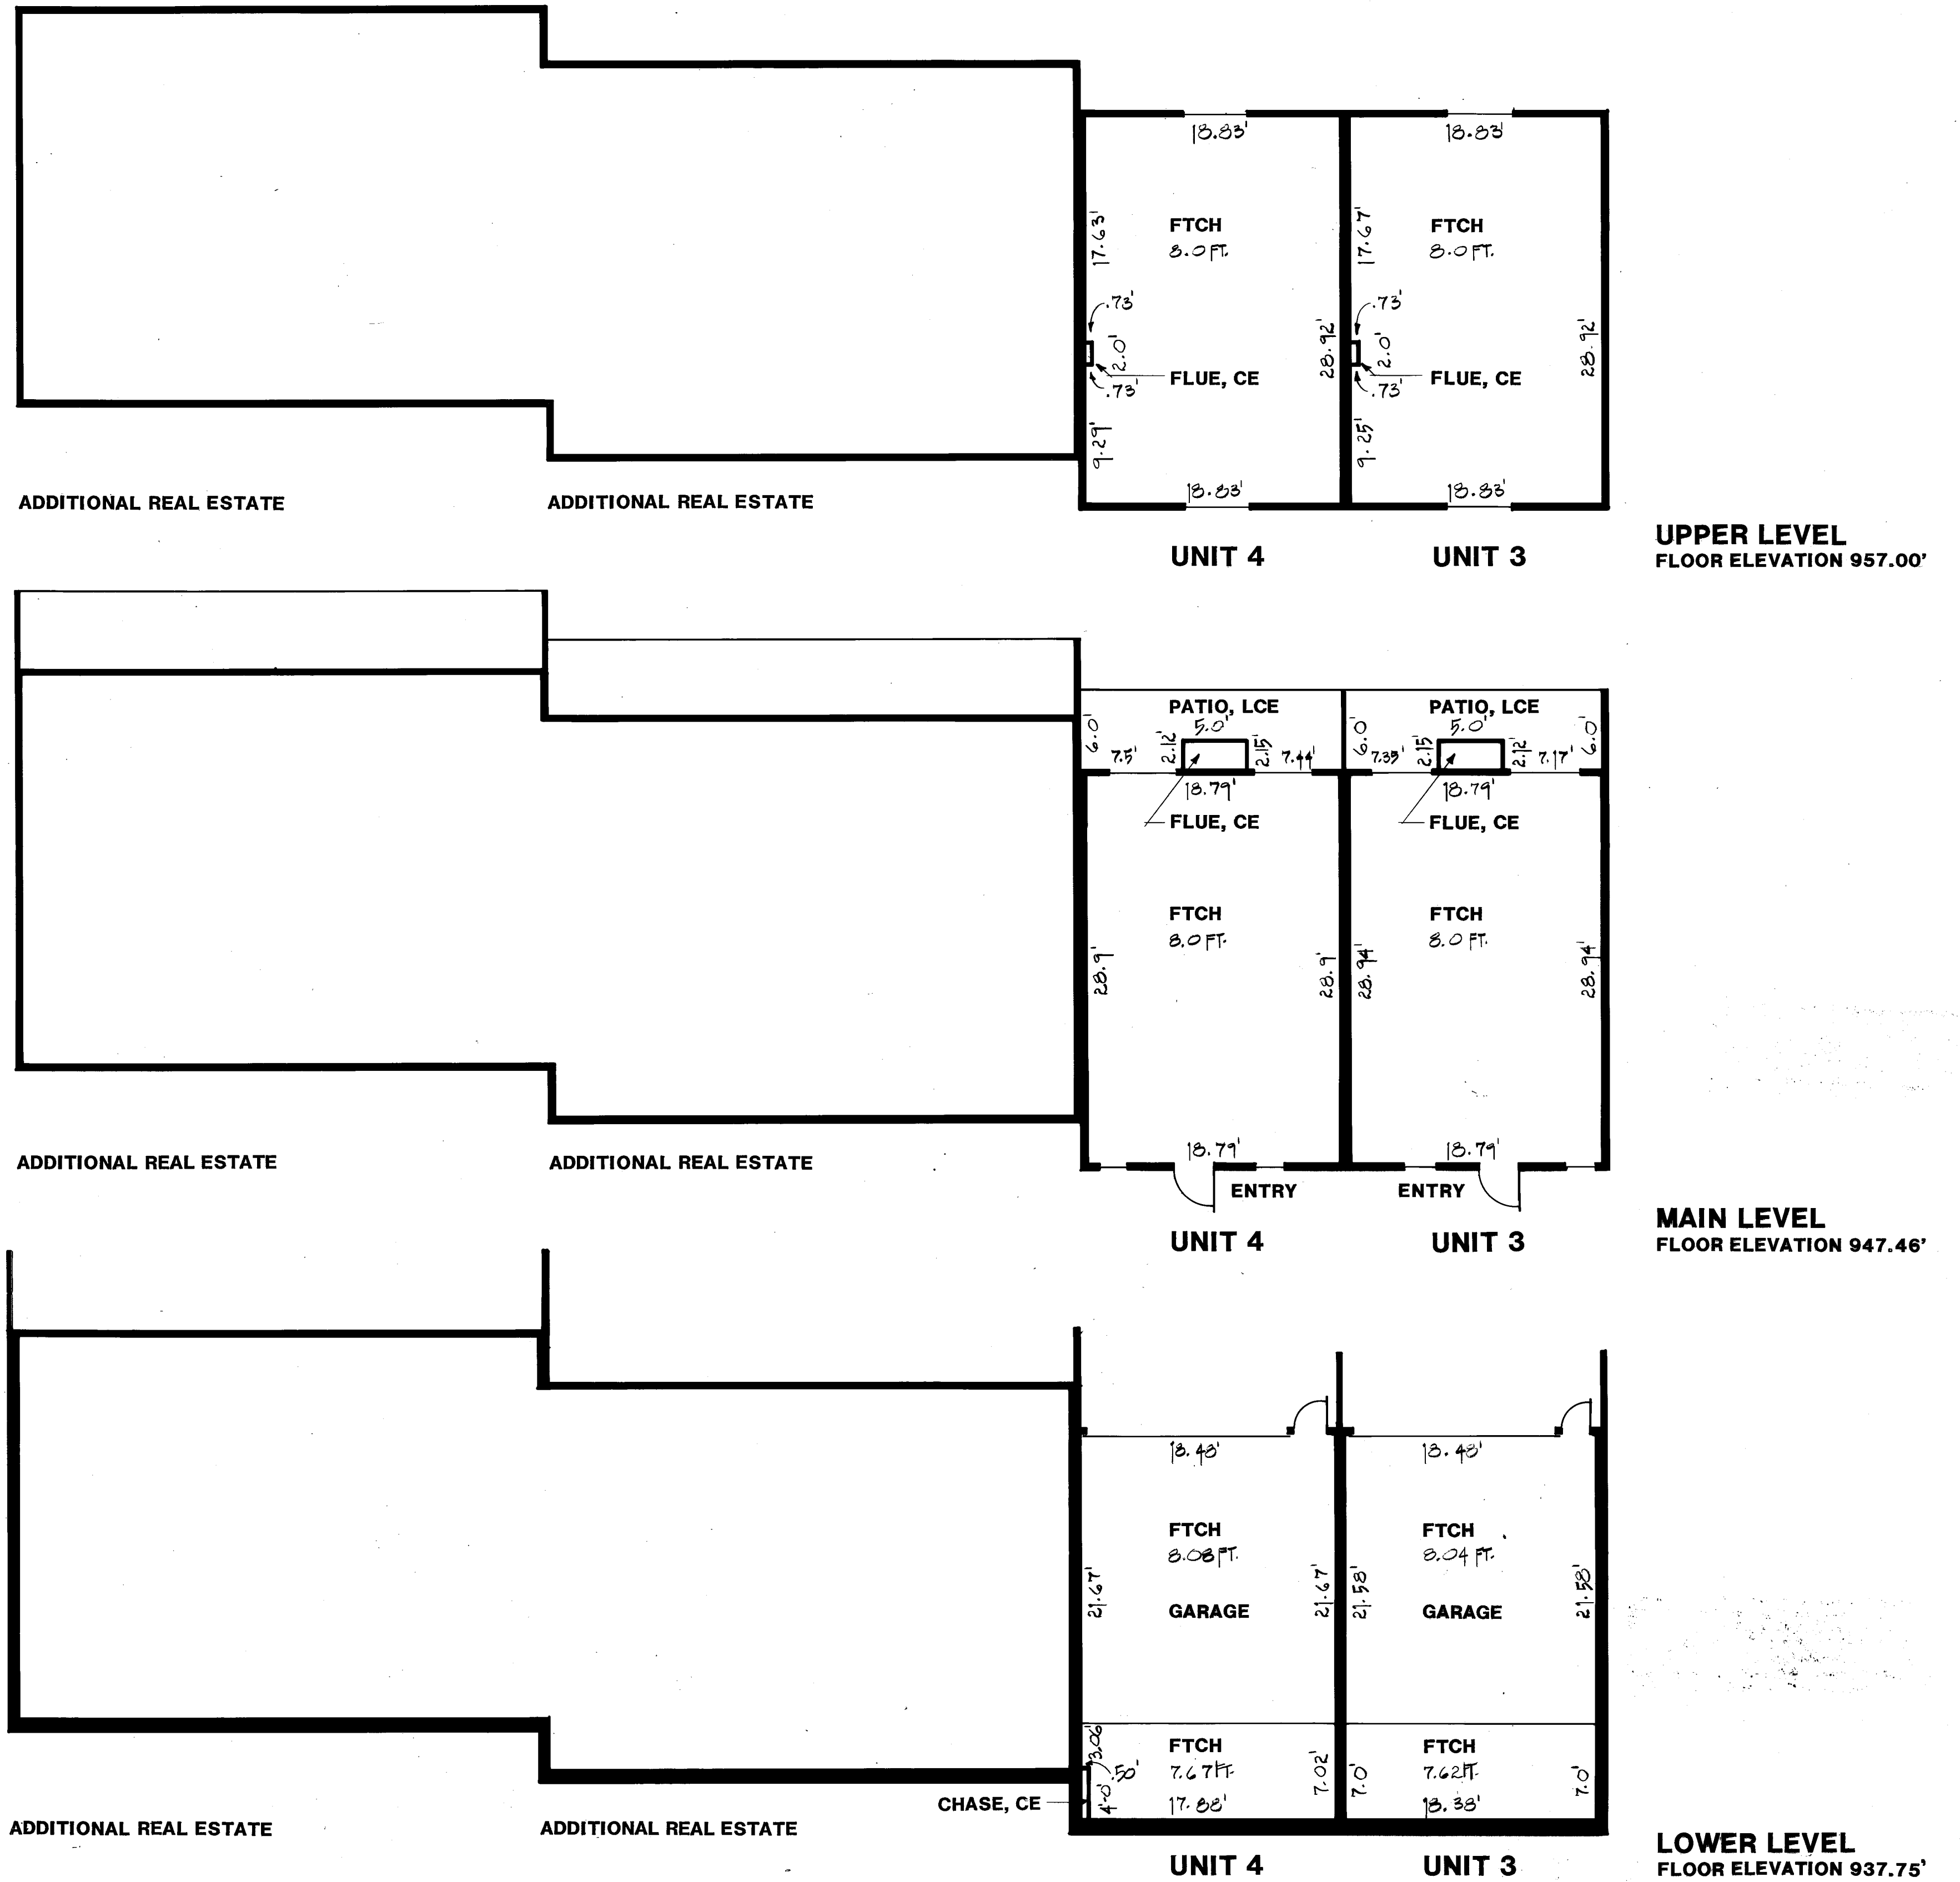 18.83'
18.83'
17.63'
FTCH
8.0 FT.
17.67'
FTCH
8.0 FT.
.73'
2.0'
.73'
FLUE, CE
28.92'
.73'
2.0'
.73'
FLUE, CE
28.92'
9.29'
9.25'
18.83'
18.83'
ADDITIONAL REAL ESTATE
ADDITIONAL REAL ESTATE
UNIT 4
UNIT 3
UPPER LEVEL
FLOOR ELEVATION 957.00'
PATIO, LCE
PATIO, LCE
6.0'
5.0'
6.0'
5.0'
6.0'
7.5'
2.12'
2.15'
7.44'
7.35'
2.15'
2.12'
7.17'
18.79'
18.79'
FLUE, CE
FLUE, CE
FTCH
8.0 FT.
FTCH
8.0 FT.
28.9'
28.9'
28.94'
28.94'
18.79'
18.79'
ADDITIONAL REAL ESTATE
ADDITIONAL REAL ESTATE
ENTRY
ENTRY
UNIT 4
UNIT 3
MAIN LEVEL
FLOOR ELEVATION 947.46'
18.48'
18.48'
FTCH
8.08 FT.
FTCH
8.04 FT.
21.67'
GARAGE
21.67'
21.58'
GARAGE
21.58'
3.06'
.50'
4.0'
FTCH
7.67 FT.
17.88'
7.02'
7.0'
FTCH
7.62 FT.
18.38'
7.0'
CHASE, CE
ADDITIONAL REAL ESTATE
ADDITIONAL REAL ESTATE
UNIT 4
UNIT 3
LOWER LEVEL
FLOOR ELEVATION 937.75'